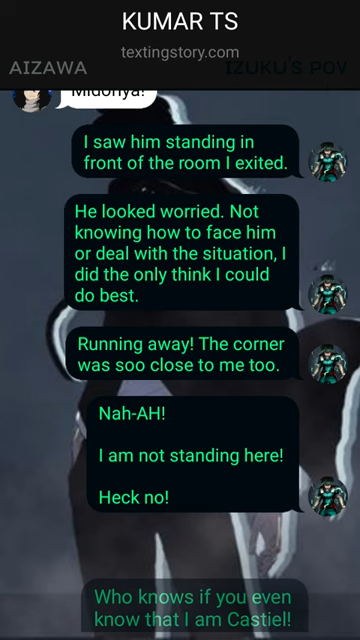 KUMAR TS
textingstory.com
AIZAWA
IZUKU'S POV
Midoriya!
I saw him standing in
front of the room I exited.
He looked worried. Not
knowing how to face him
or deal with the situation, I
did the only think I could
do best.
Running away! The corner
was soo close to me too.
Nah-AH!
I am not standing here!
Heck no!
Who knows if you even
know that I am Castiel!